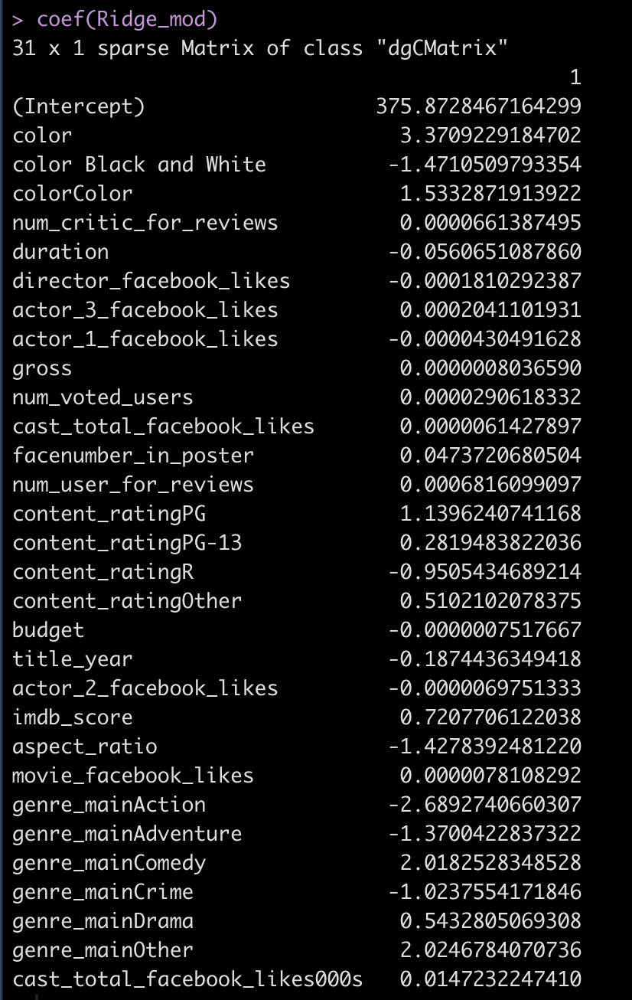 > coef(Ridge_mod)
31 x 1 sparse Matrix of class "dgCMatrix"
1
(Intercept) 375.8728467164299
color 3.3709229184702
color Black and White -1.4710509793354
colorColor 1.5332871913922
num_critic_for_reviews 0.0000661387495
duration -0.0560651087860
director_facebook_likes -0.0001810292387
actor_3_facebook_likes 0.0002041101931
actor_1_facebook_likes -0.0000430491628
gross 0.0000008036590
num_voted_users 0.0000290618332
cast_total_facebook_likes 0.0000061427897
facenumber_in_poster 0.0473720680504
num_user_for_reviews 0.0006816099097
content_ratingPG 1.1396240741168
content_ratingPG-13 0.2819483822036
content_ratingR -0.9505434689214
content_ratingOther 0.5102102078375
budget -0.0000007517667
title_year -0.1874436349418
actor_2_facebook_likes -0.0000069751333
imdb_score 0.7207706122038
aspect_ratio -1.4278392481220
movie_facebook_likes 0.0000078108292
genre_mainAction -2.6892740660307
genre_mainAdventure -1.3700422837322
genre_mainComedy 2.0182528348528
genre_mainCrime -1.0237554171846
genre_mainDrama 0.5432805069308
genre_mainOther 2.0246784070736
cast_total_facebook_likes000s 0.0147232247410